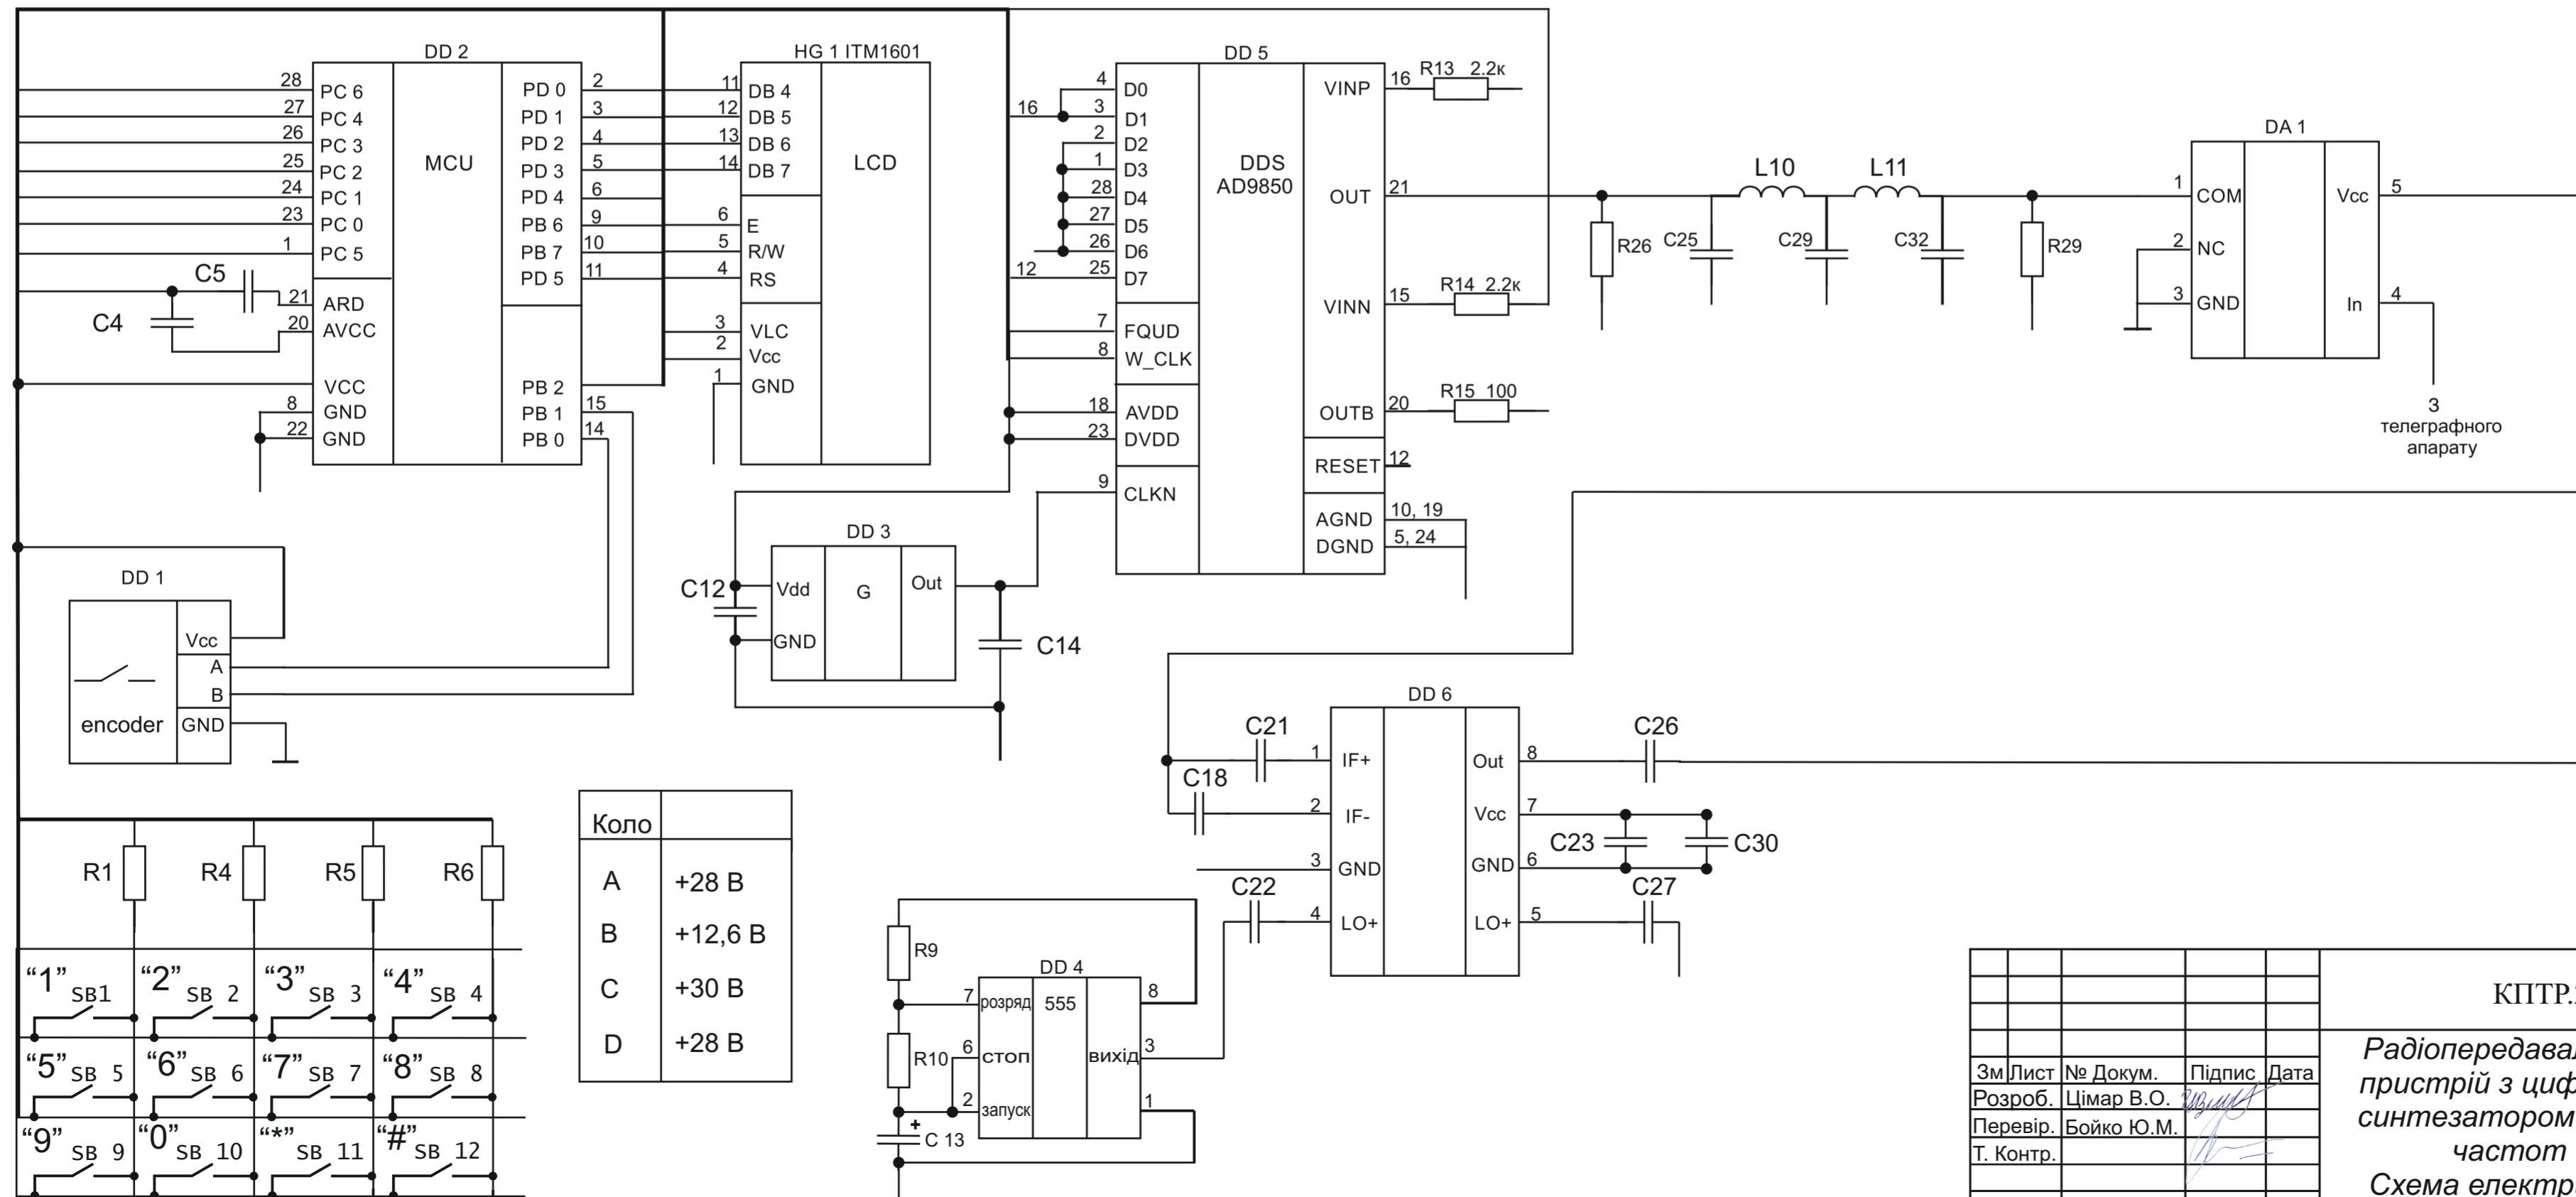 DD 2
28 PC 6
27 PC 4
26 PC 3
25 PC 2
24 PC 1
23 PC 0
1 PC 5
C5
C4
21 ARD
20 AVCC
VCC
8 GND
22 GND
MCU
PD 0 2
PD 1 3
PD 2 4
PD 3 5
PD 4 6
PB 6 9
PB 7 10
PD 5 11
PB 2
PB 1 15
PB 0 14
HG 1 ITM1601
11 DB 4
12 DB 5
13 DB 6
14 DB 7
6 E
5 R/W
4 RS
3 VLC
2 Vcc
1 GND
LCD
DD 5
16
12
4 D0
3 D1
2 D2
1 D3
28 D4
27 D5
26 D6
25 D7
7 FQUD
8 W_CLK
18 AVDD
23 DVDD
9 CLKN
DDS
AD9850
VINP 16 R13 2.2к
OUT 21
VINN 15 R14 2.2к
OUTB 20 R15 100
RESET 12
AGND 10, 19
DGND 5, 24
L10 L11
R26 C25 C29 C32 R29
DA 1
1 COM
2 NC
3 GND
Vcc 5
In 4
З
телеграфного
апарату
DD 1
Vcc
A
B
GND
encoder
DD 3
C12
Vdd
GND
G
Out
C14
DD 6
C21
C18
C22
1 IF+
2 IF-
3 GND
4 LO+
Out 8
Vcc 7
GND 6
LO+ 5
C26
C23 C30
C27
R1 R4 R5 R6
“1” SB1 “2” SB 2 “3” SB 3 “4” SB 4
“5” SB 5 “6” SB 6 “7” SB 7 “8” SB 8
“9” SB 9 “0” SB 10 “*” SB 11 “#” SB 12
Коло
A +28 В
B +12,6 В
C +30 В
D +28 В
R9
R10
+
C 13
DD 4
7 розряд
6 стоп
2 запуск
555
8
вихід 3
1
КПТР.
Зм Лист № Докум. Підпис Дата
Розроб. Цімар В.О.
Перевір. Бойко Ю.М.
Т. Контр.
Радіопередавал
пристрій з циф
синтезатором
частот
Схема електр